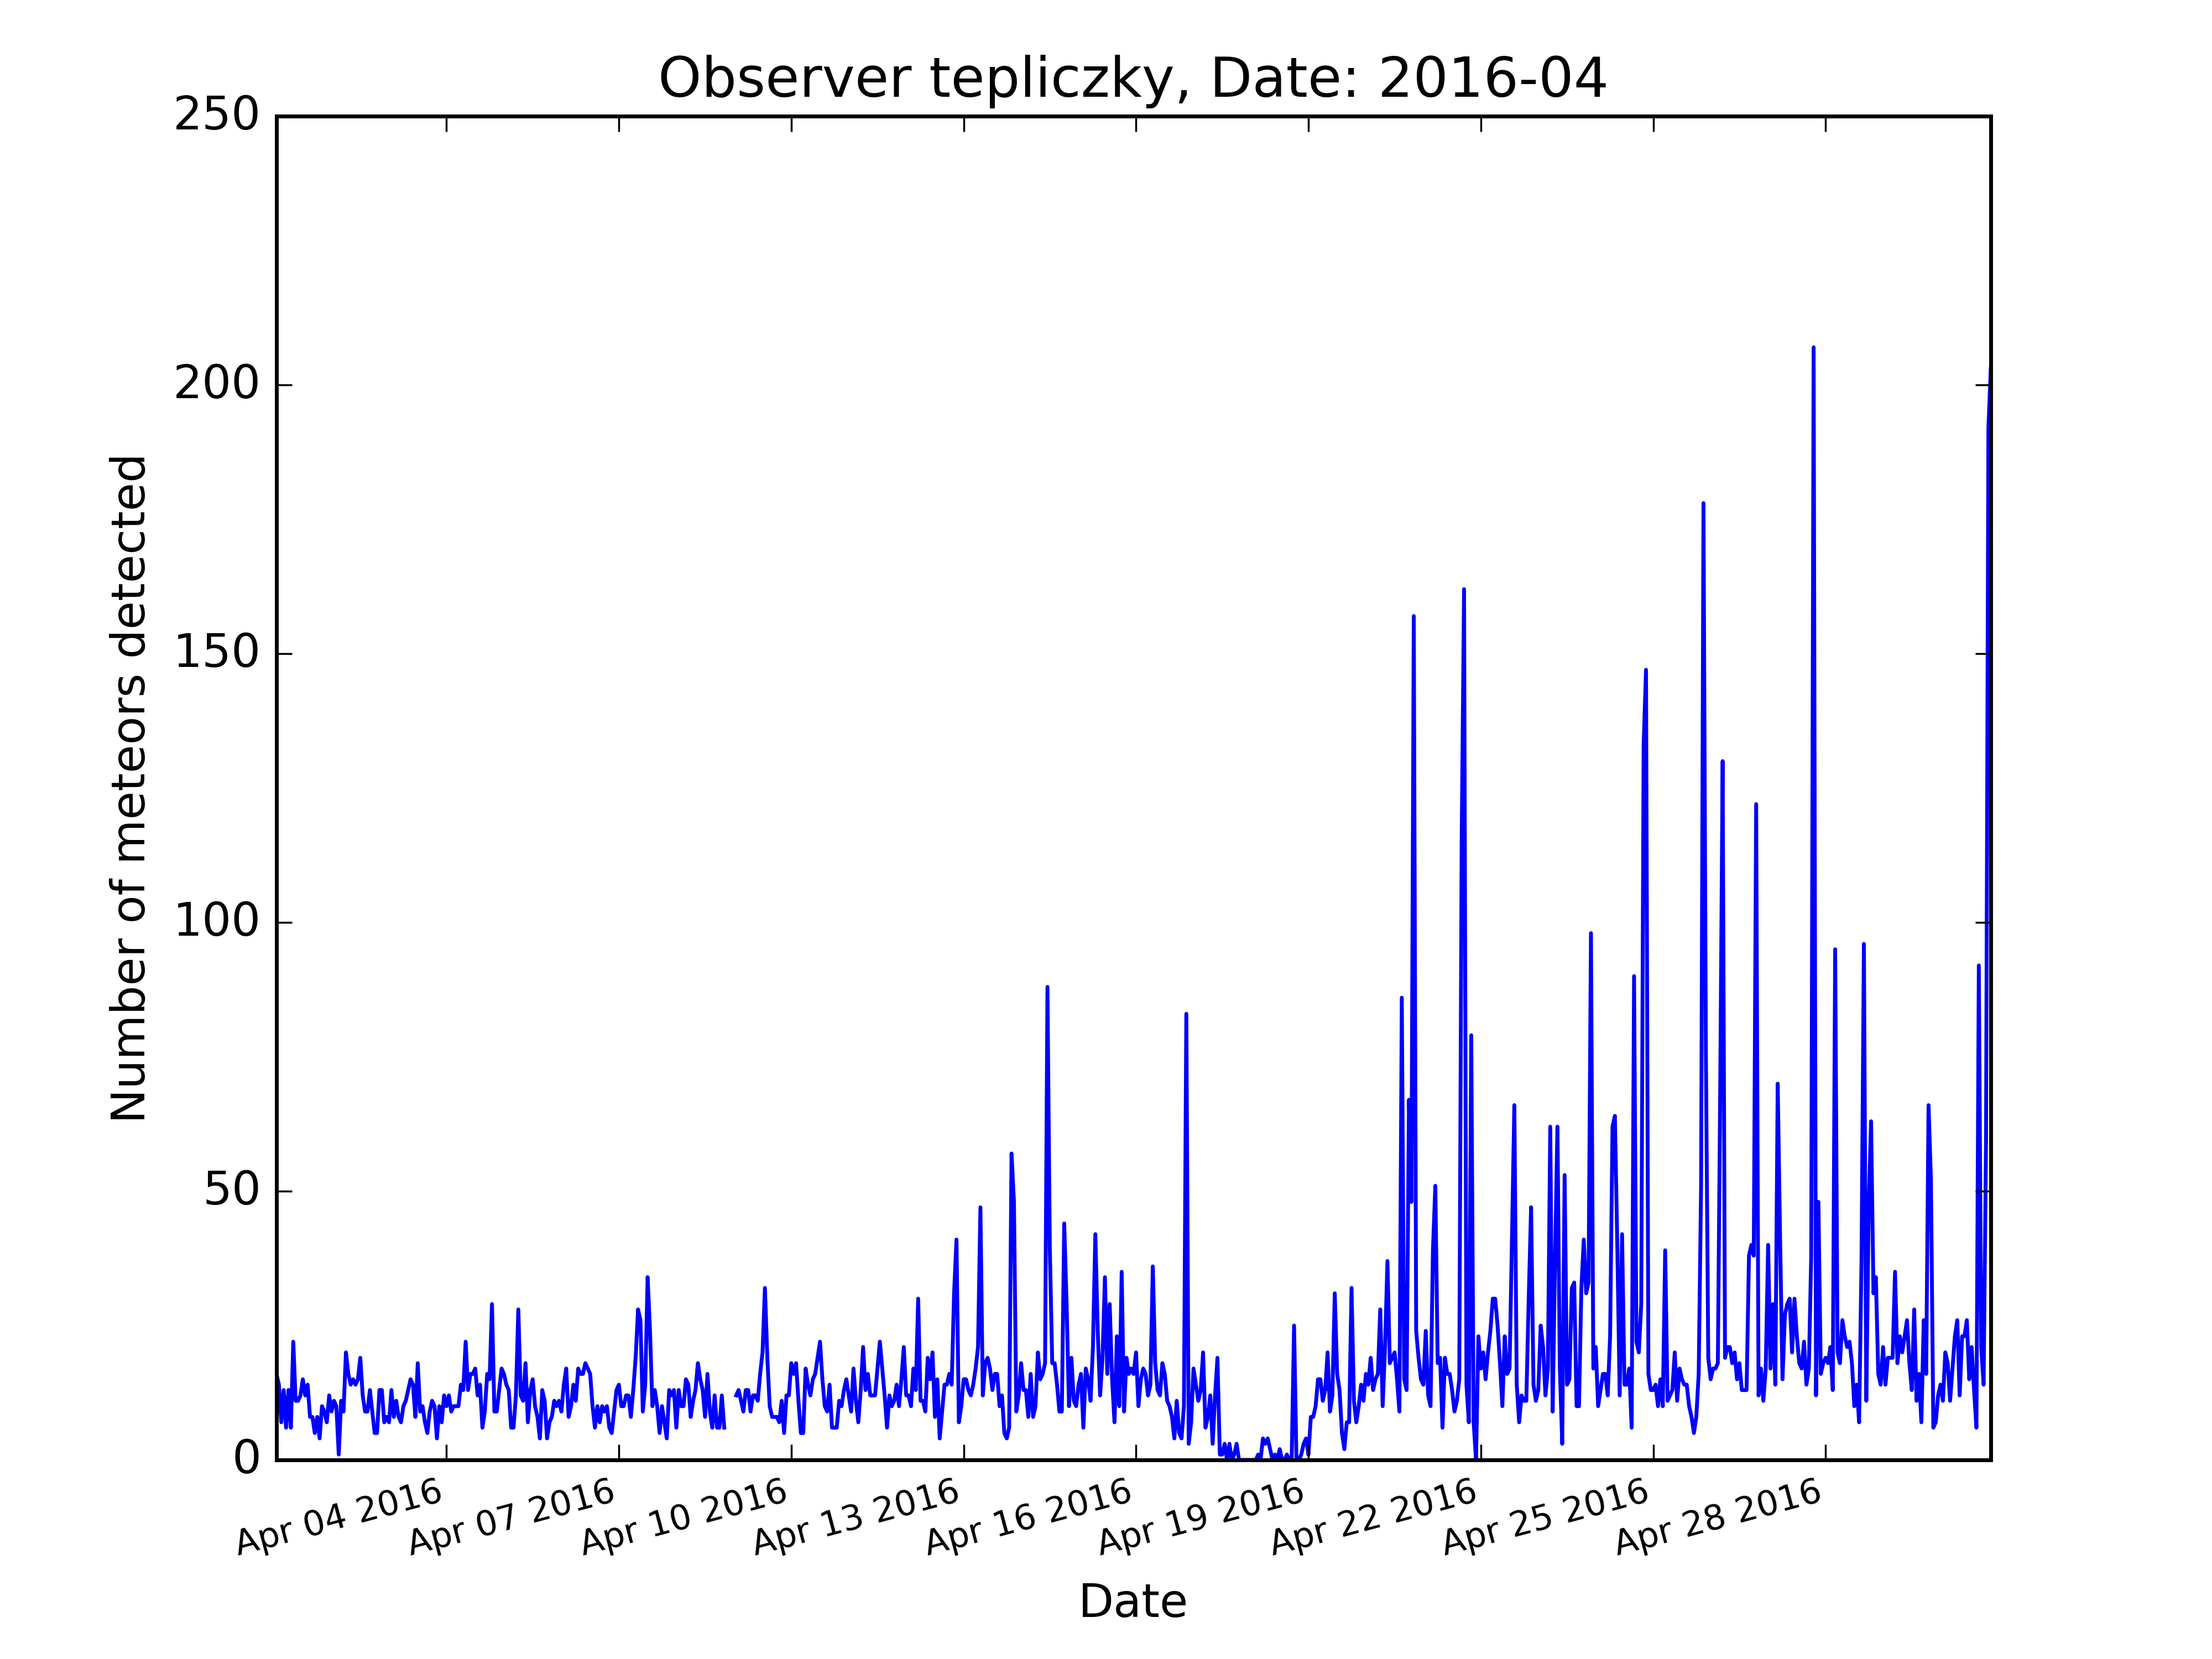 Observer tepliczky, Date: 2016-04
250
200
150
100
50
0
Number of meteors detected
Apr 04 2016
Apr 07 2016
Apr 10 2016
Apr 13 2016
Apr 16 2016
Apr 19 2016
Apr 22 2016
Apr 25 2016
Apr 28 2016
Date